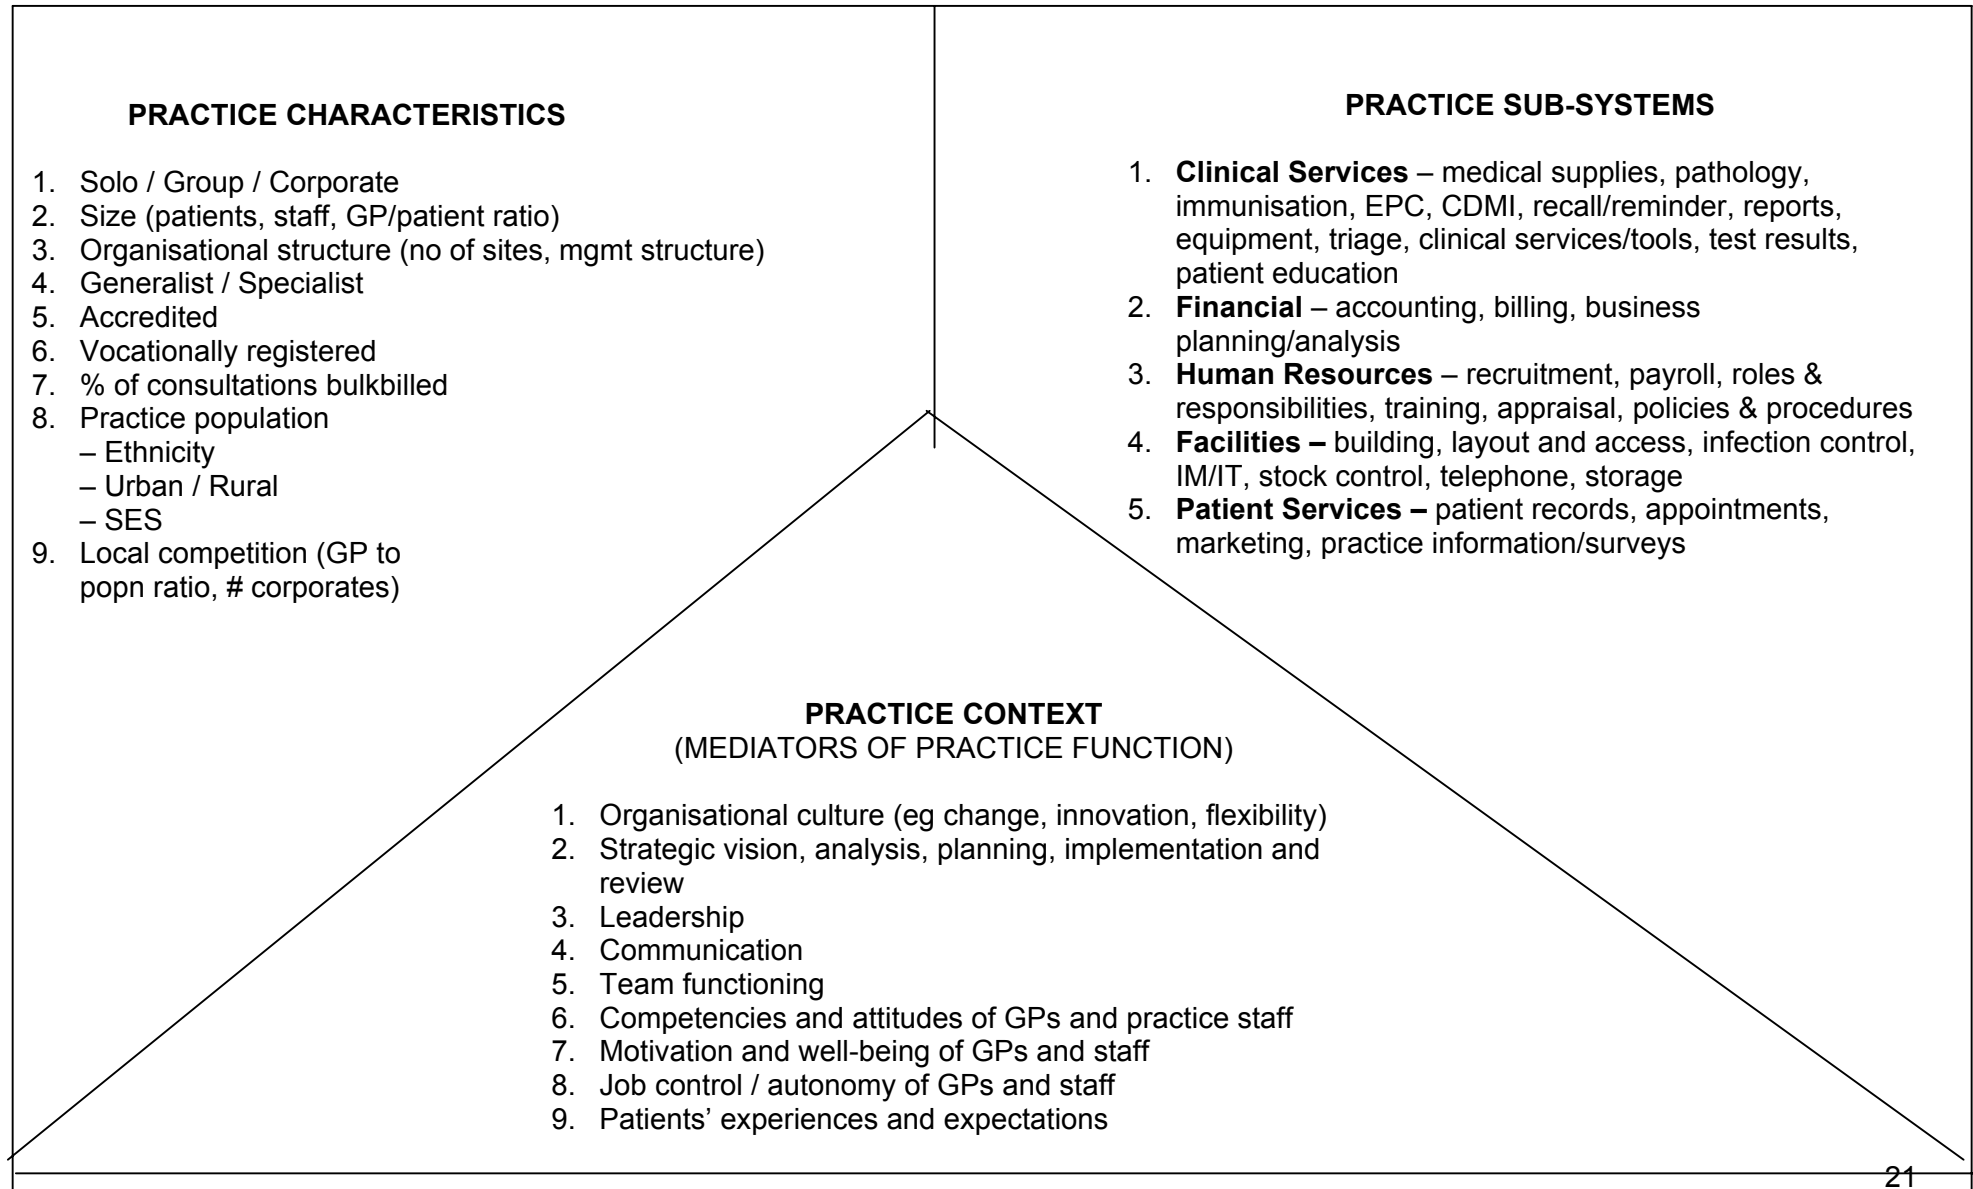 PRACTICE CHARACTERISTICS
1. Solo / Group / Corporate
2. Size (patients, staff, GP/patient ratio)
3. Organisational structure (no of sites, mgmt structure)
4. Generalist / Specialist
5. Accredited
6. Vocationally registered
7. % of consultations bulkbilled
8. Practice population
– Ethnicity
– Urban / Rural
– SES
9. Local competition (GP to
popn ratio, # corporates)
PRACTICE SUB-SYSTEMS
1. Clinical Services – medical supplies, pathology,
immunisation, EPC, CDMI, recall/reminder, reports,
equipment, triage, clinical services/tools, test results,
patient education
2. Financial – accounting, billing, business
planning/analysis
3. Human Resources – recruitment, payroll, roles &
responsibilities, training, appraisal, policies & procedures
4. Facilities – building, layout and access, infection control,
IM/IT, stock control, telephone, storage
5. Patient Services – patient records, appointments,
marketing, practice information/surveys
PRACTICE CONTEXT
(MEDIATORS OF PRACTICE FUNCTION)
1. Organisational culture (eg change, innovation, flexibility)
2. Strategic vision, analysis, planning, implementation and
review
3. Leadership
4. Communication
5. Team functioning
6. Competencies and attitudes of GPs and practice staff
7. Motivation and well-being of GPs and staff
8. Job control / autonomy of GPs and staff
9. Patients’ experiences and expectations
21